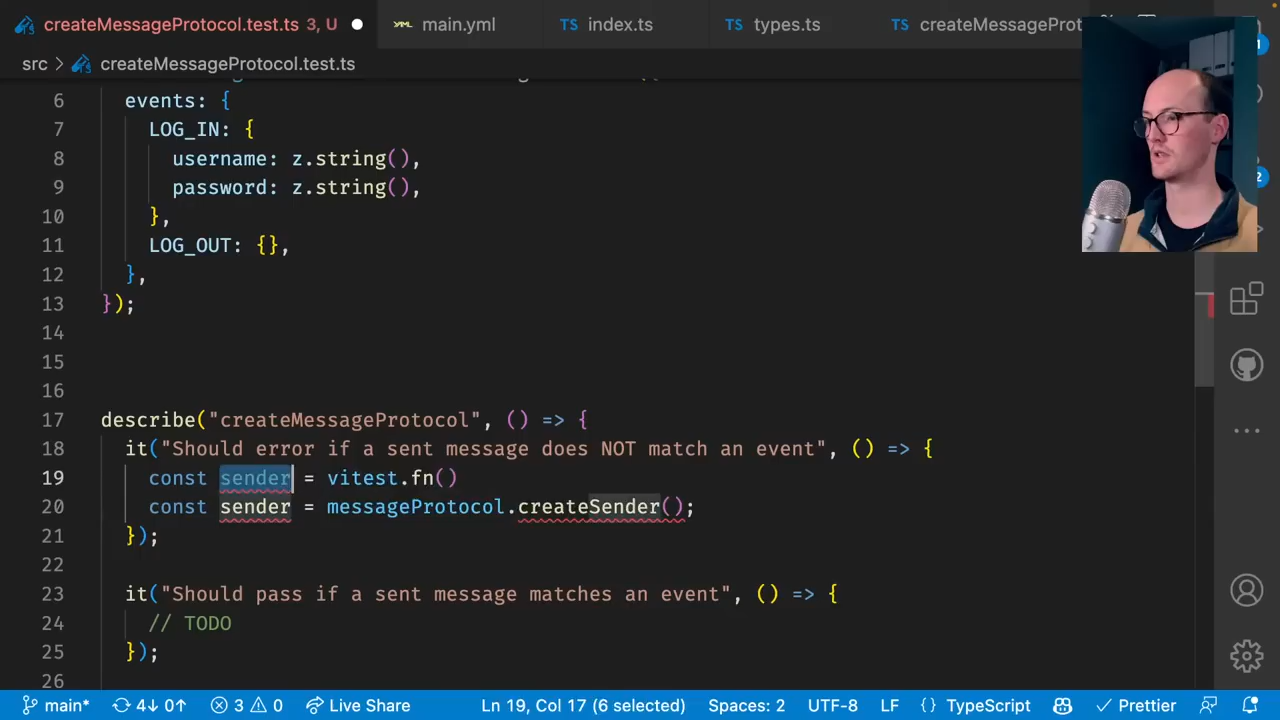 createMessageProtocol.test.ts 3, U
main.yml
TS index.ts
TS types.ts
TS createMessageProt
src > createMessageProtocol.test.ts
6 events: {
7 LOG_IN: {
8 username: z.string(),
9 password: z.string(),
10 },
11 LOG_OUT: {},
12 },
13 });
14
15
16
17 describe("createMessageProtocol", () => {
18 it("Should error if a sent message does NOT match an event", () => {
19 const sender = vitest.fn()
20 const sender = messageProtocol.createSender();
21 });
22
23 it("Should pass if a sent message matches an event", () => {
24 // TODO
25 });
26
main* 4↓ 0↑ 3 0 Live Share Ln 19, Col 17 (6 selected) Spaces: 2 UTF-8 LF {} TypeScript Prettier